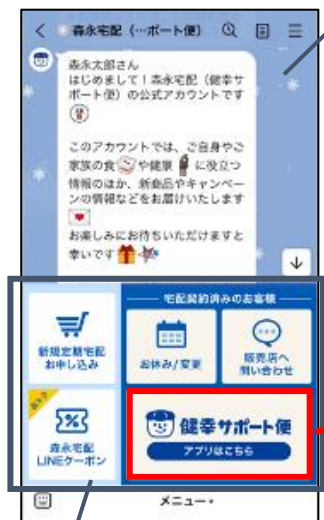 森永宅配（…ポート便）
森永太郎さん
はじめまして！森永宅配（健幸サ
ポート便）の公式アカウントです
このアカウントでは、ご自身やご
家族の食や健康に役立つ
情報のほか、新商品やキャンペー
ンの情報などをお届けいたします
お楽しみにお待ちいただけますと
幸いです
新規定期宅配
お申し込み
宅配契約済みのお客様
お休み/変更
販売店へ
問い合わせ
森永宅配
LINEクーポン
健幸サポート便
アプリはこちら
メニュー